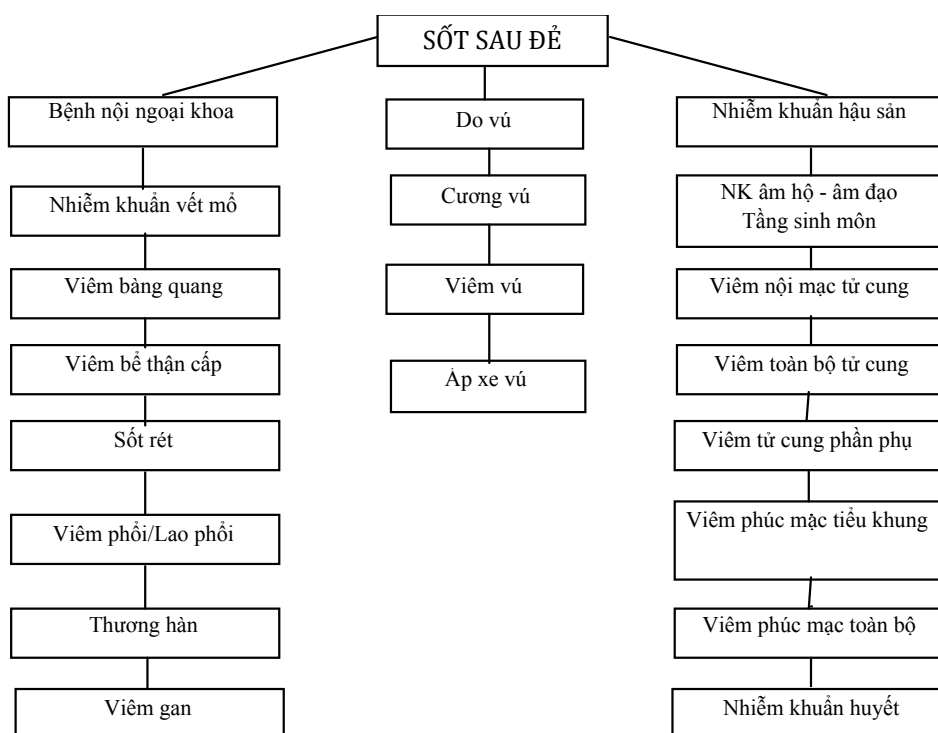 SỐT SAU ĐẺ
Bệnh nội ngoại khoa
Nhiễm khuẩn vết mổ
Viêm bàng quang
Viêm bể thận cấp
Sốt rét
Viêm phổi/Lao phổi
Thương hàn
Viêm gan
Do vú
Cương vú
Viêm vú
Áp xe vú
Nhiễm khuẩn hậu sản
NK âm hộ - âm đạo
Tầng sinh môn
Viêm nội mạc tử cung
Viêm toàn bộ tử cung
Viêm tử cung phần phụ
Viêm phúc mạc tiểu khung
Viêm phúc mạc toàn bộ
Nhiễm khuẩn huyết